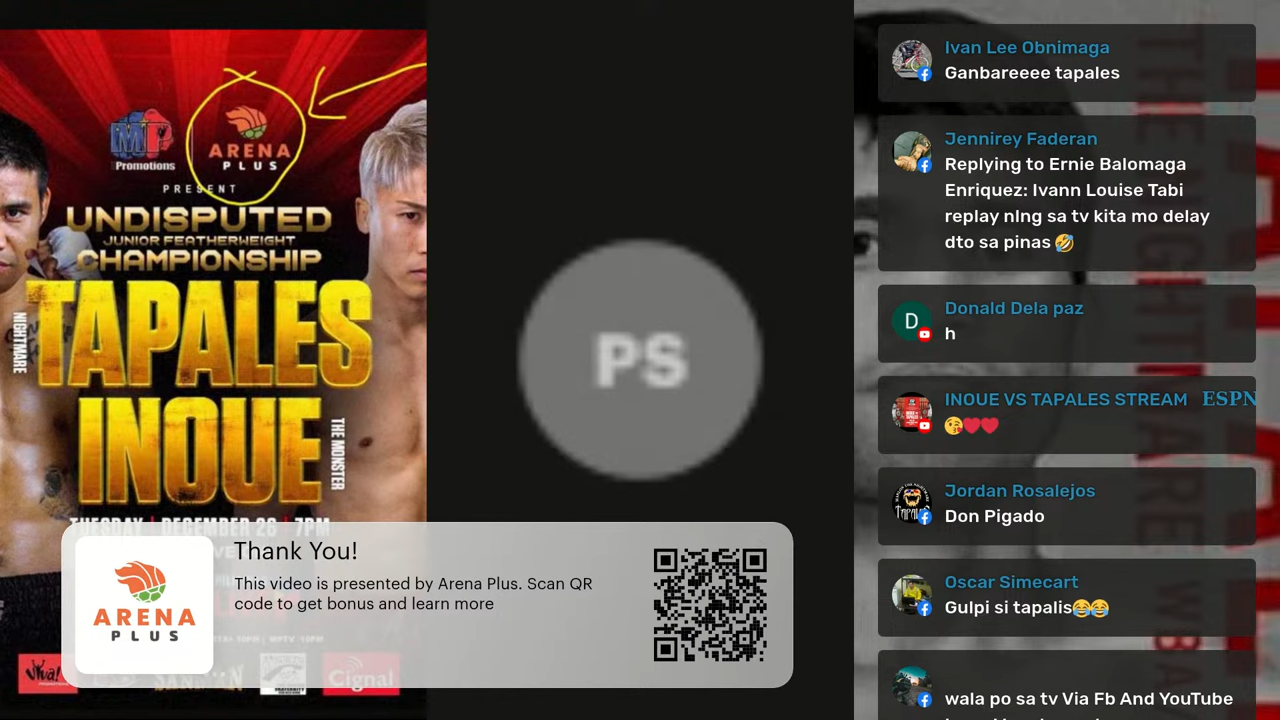 MP
Promotions
ARENA
PLUS
PRESENT
UNDISPUTED
JUNIOR FEATHERWEIGHT
CHAMPIONSHIP
TAPALES
NIGHTMARE
INOUE
THE MONSTER
TUESDAY | DECEMBER 26 | 7PM
ARENA
PLUS
Thank You!
This video is presented by Arena Plus. Scan QR
code to get bonus and learn more
Viva!
Cignal
PS
Ivan Lee Obnimaga
Ganbareeee tapales
Jennirey Faderan
Replying to Ernie Balomaga
Enriquez: Ivann Louise Tabi
replay nlng sa tv kita mo delay
dto sa pinas 🤣
D
Donald Dela paz
h
INOUE VS TAPALES STREAM ESPN
😘❤️❤️
Jordan Rosalejos
Don Pigado
Oscar Simecart
Gulpi si tapalis😂😂
wala po sa tv Via Fb And YouTube
THE NIGHTMARE
WBA